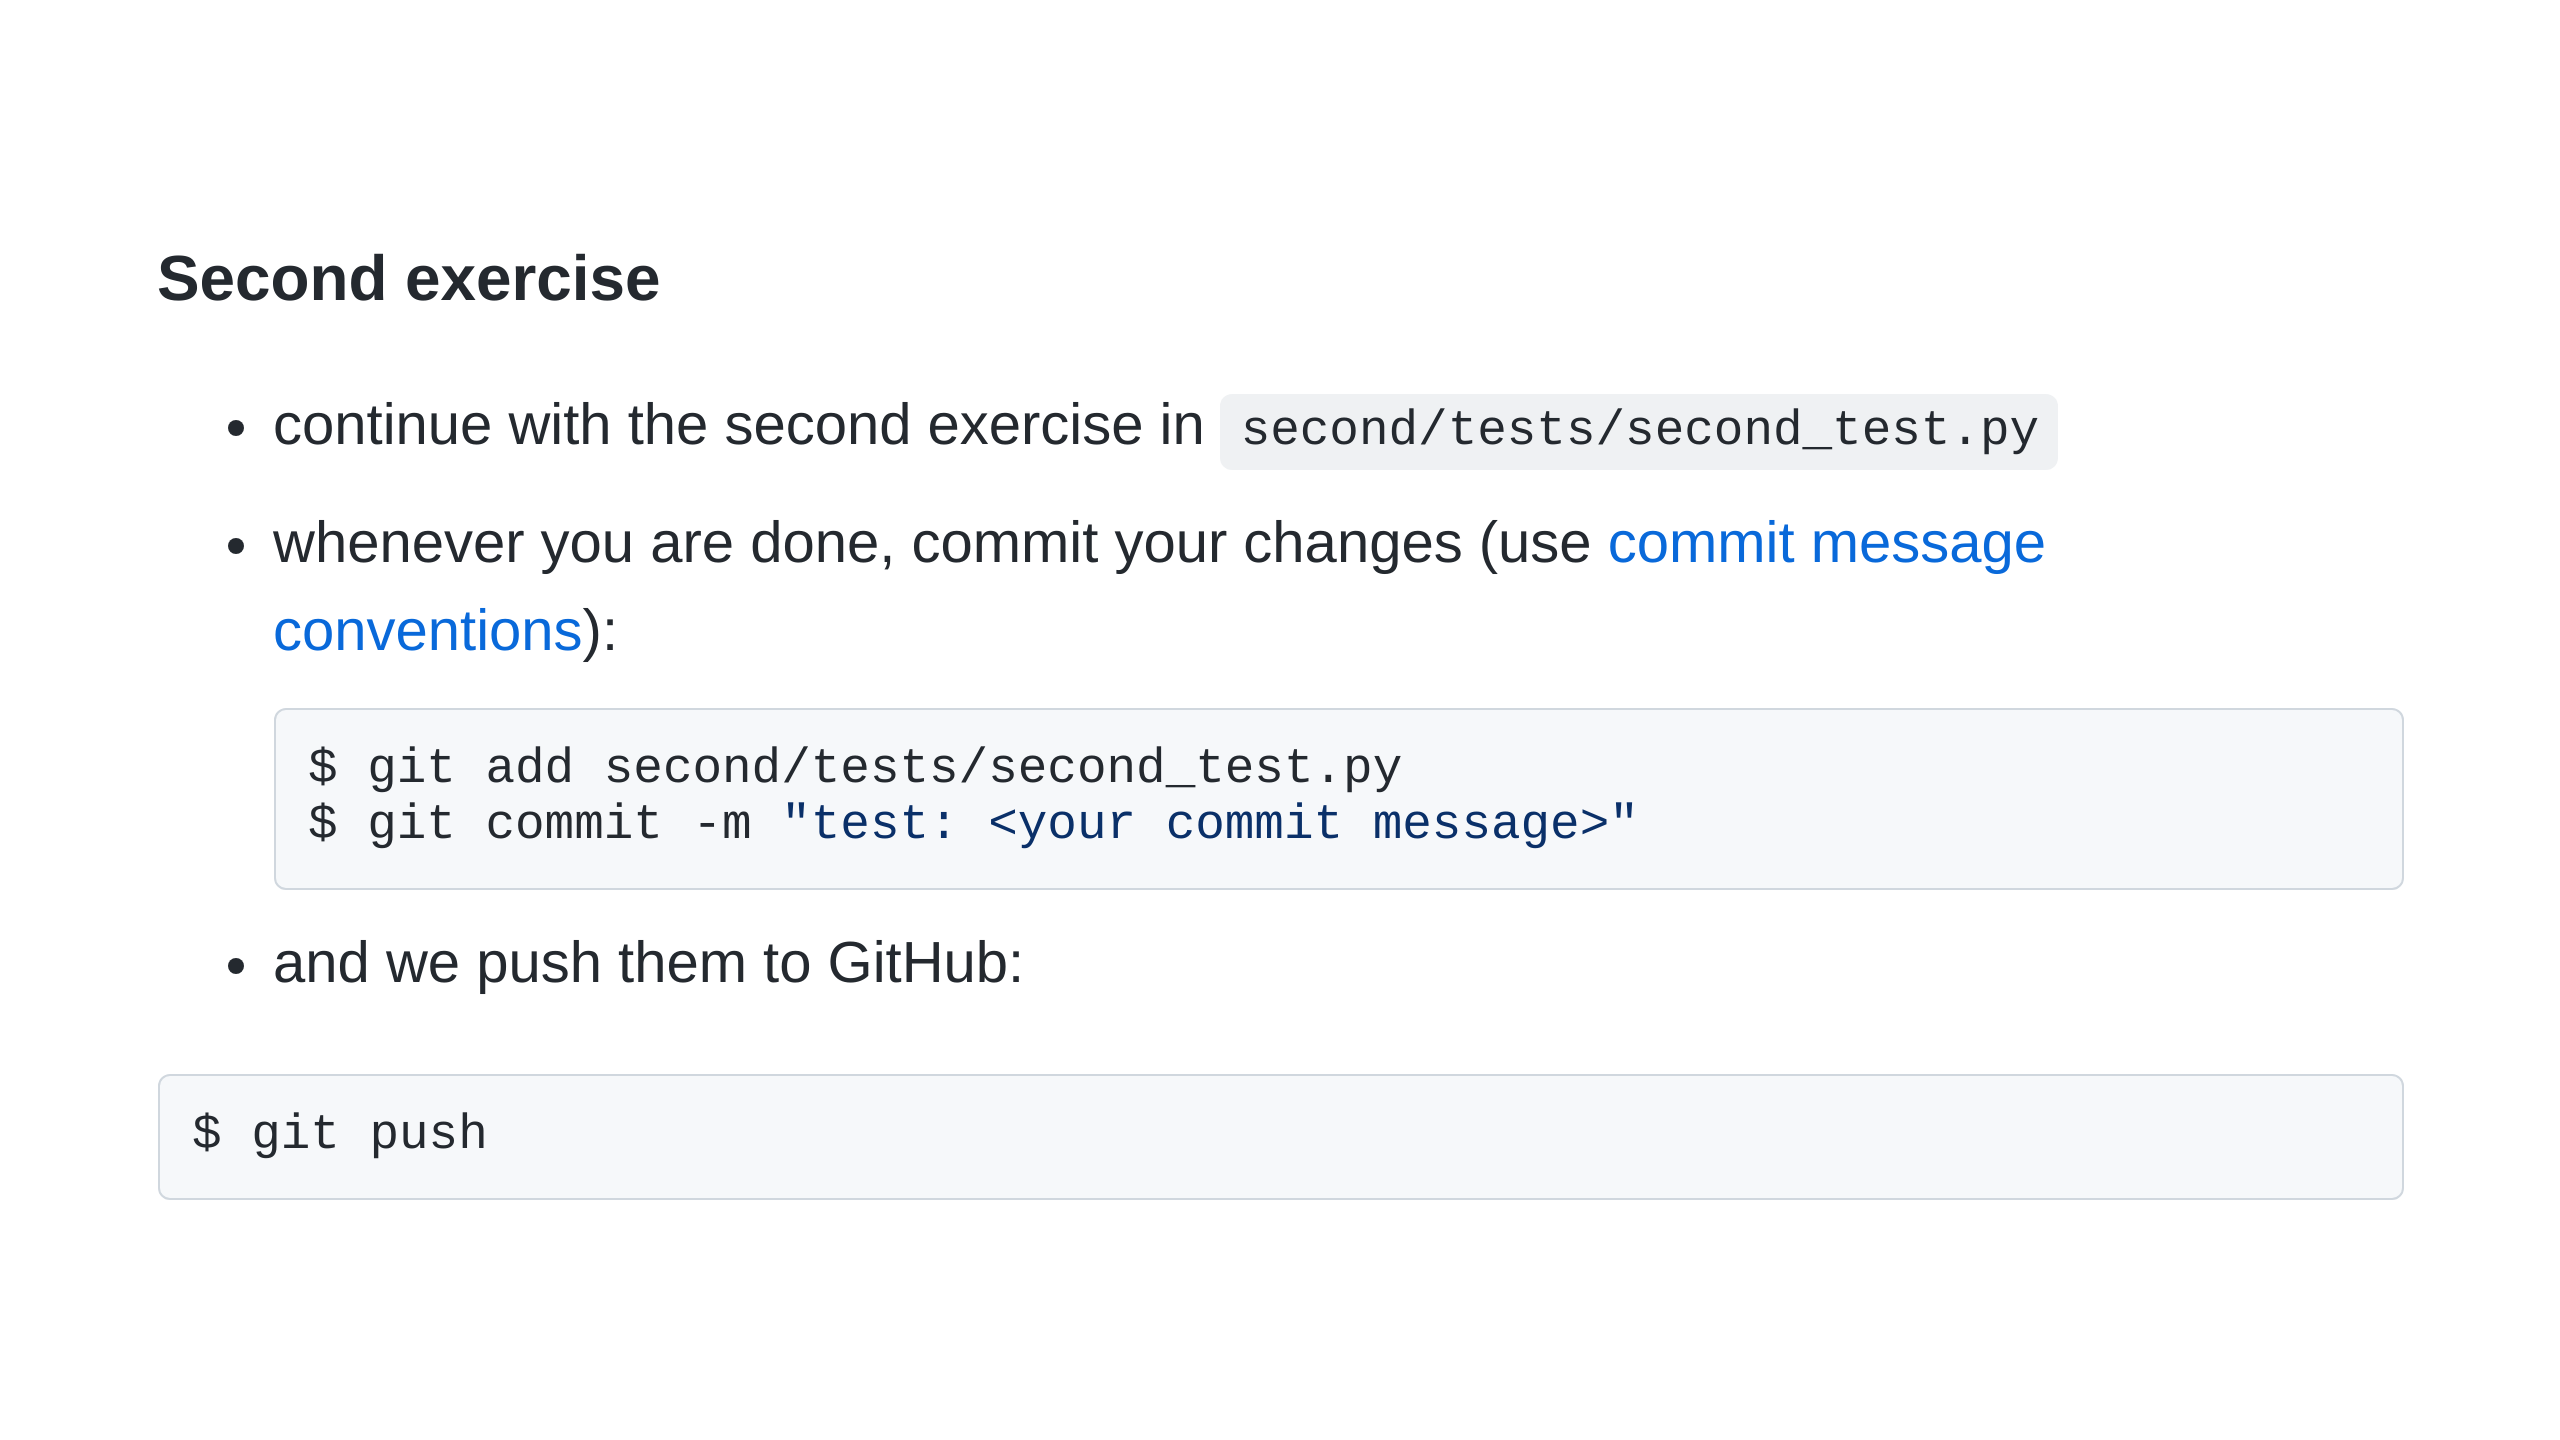 Second exercise
continue with the second exercise in second/tests/second_test.py
whenever you are done, commit your changes (use commit message
conventions):
$ git add second/tests/second_test.py
$ git commit -m "test: <your commit message>"
and we push them to GitHub:
$ git push